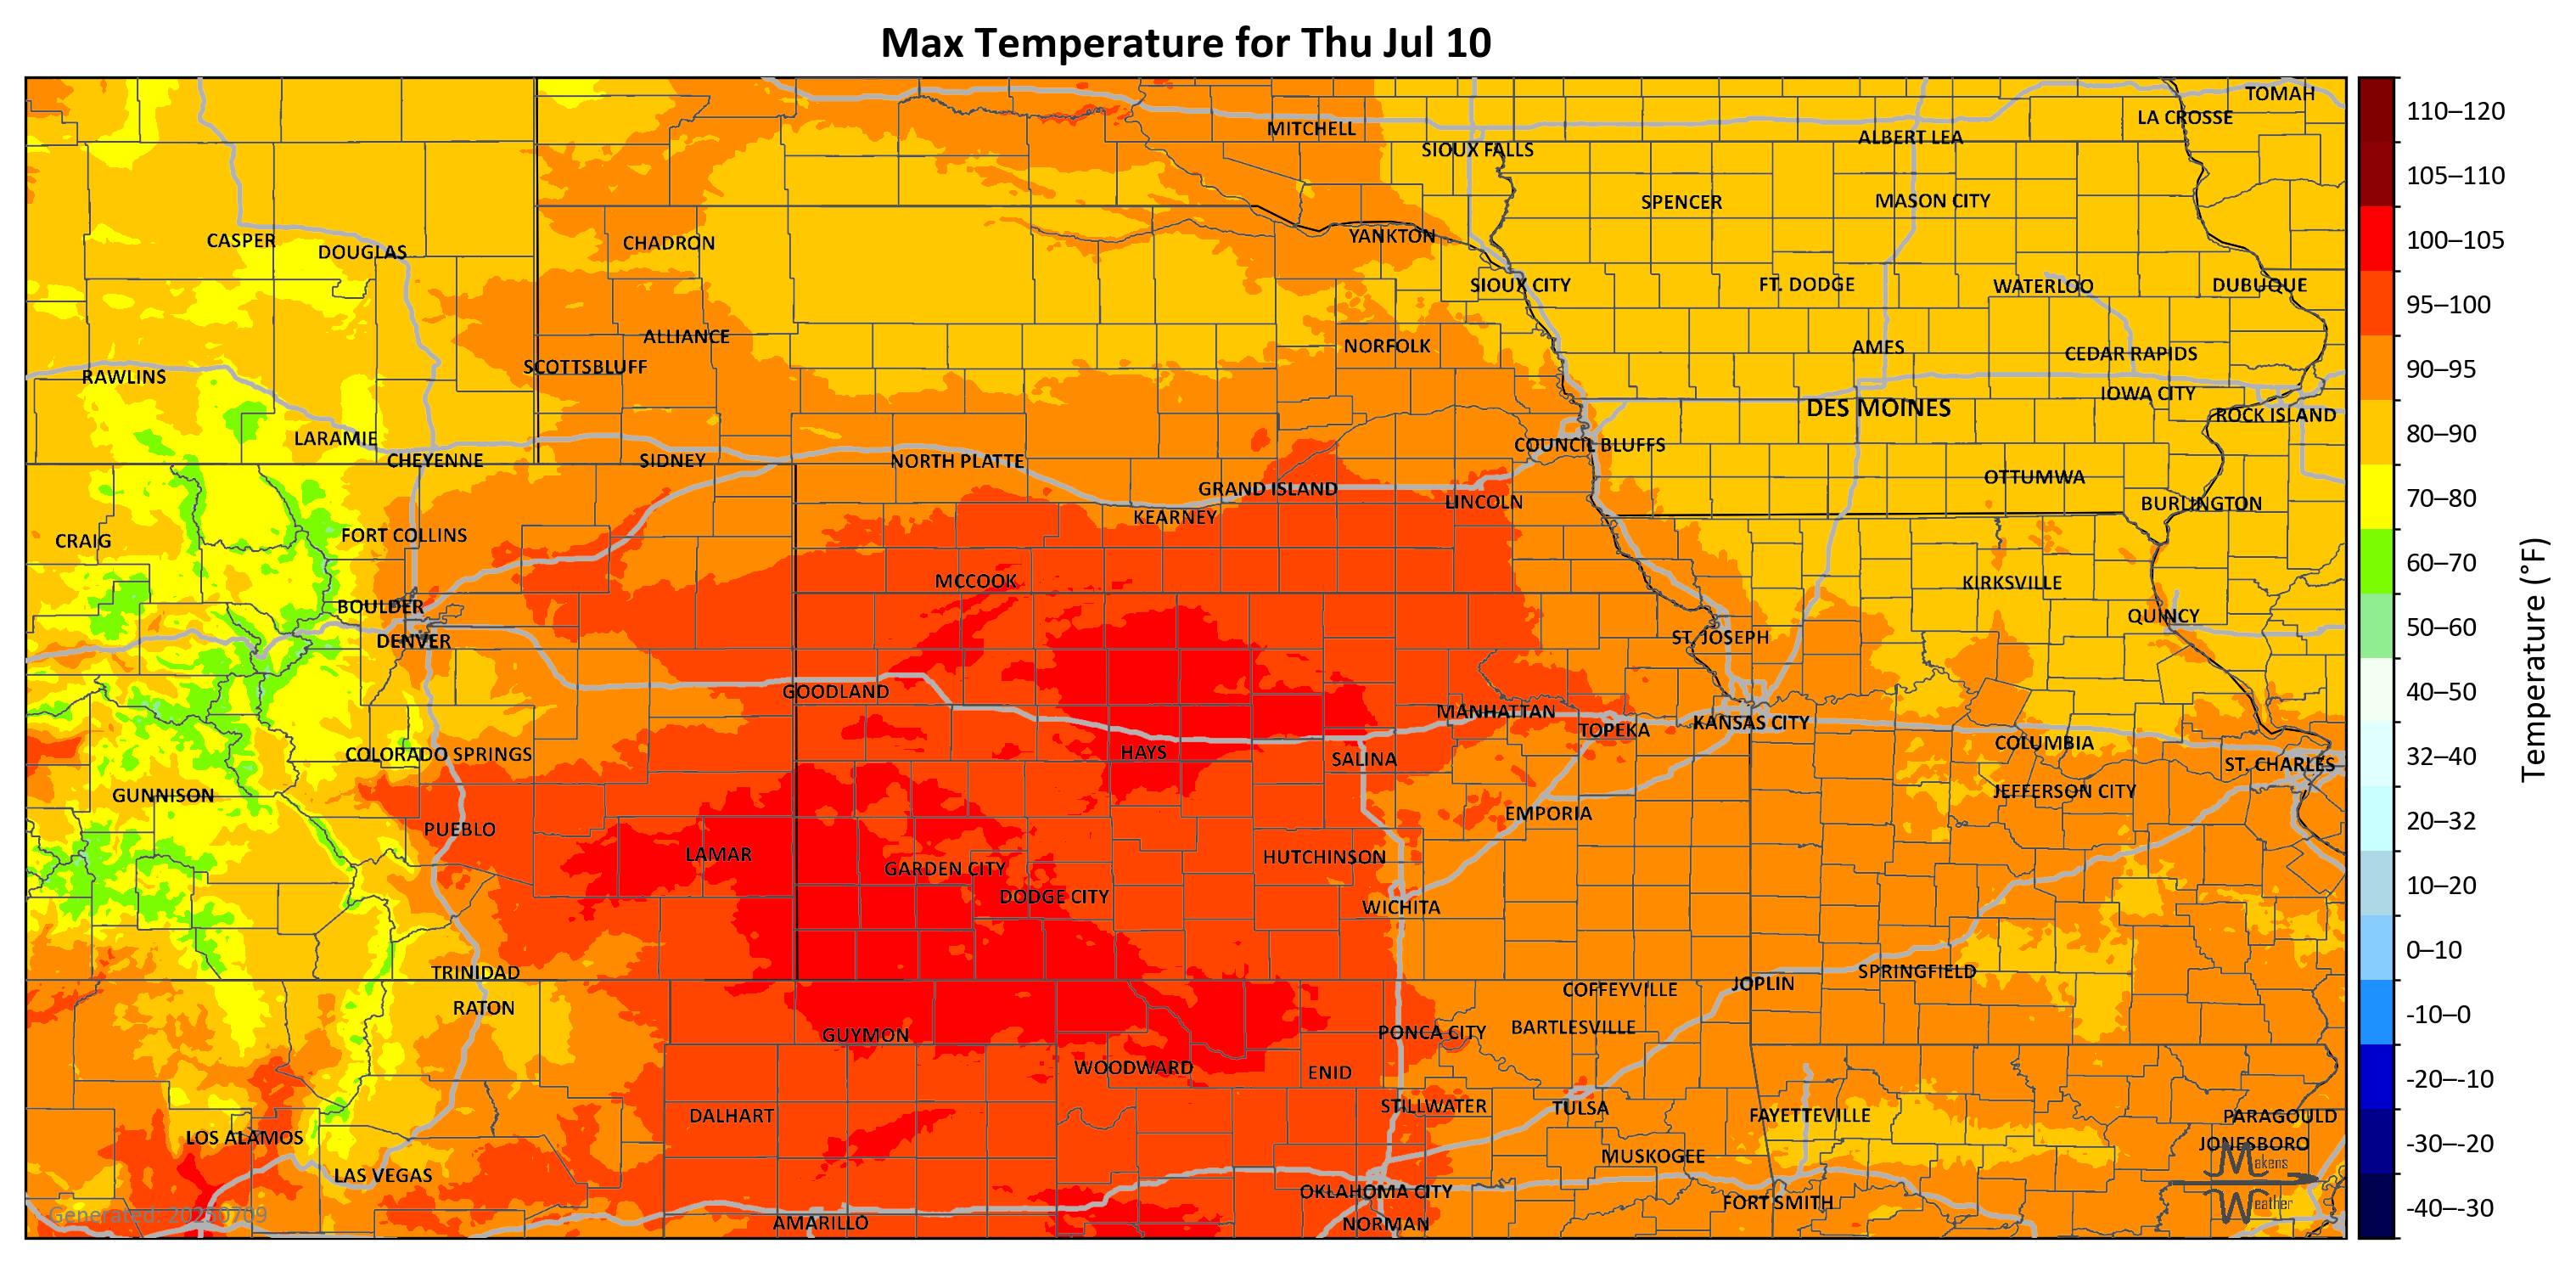 Max Temperature for Thu Jul 10
TOMAH
LA CROSSE
MITCHELL
ALBERT LEA
SIOUX FALLS
SPENCER
MASON CITY
CASPER
DOUGLAS
CHADRON
YANKTON
SIOUX CITY
FT. DODGE
WATERLOO
DUBUQUE
ALLIANCE
NORFOLK
AMES
CEDAR RAPIDS
SCOTTSBLUFF
RAWLINS
IOWA CITY
DES MOINES
ROCK ISLAND
LARAMIE
COUNCIL BLUFFS
CHEYENNE
SIDNEY
NORTH PLATTE
OTTUMWA
GRAND ISLAND
LINCOLN
BURLINGTON
KEARNEY
CRAIG
FORT COLLINS
MCCOOK
KIRKSVILLE
BOULDER
QUINCY
DENVER
ST. JOSEPH
GOODLAND
MANHATTAN
TOPEKA
KANSAS CITY
COLUMBIA
COLORADO SPRINGS
HAYS
SALINA
ST. CHARLES
GUNNISON
JEFFERSON CITY
EMPORIA
PUEBLO
LAMAR
GARDEN CITY
HUTCHINSON
DODGE CITY
WICHITA
TRINIDAD
SPRINGFIELD
JOPLIN
COFFEYVILLE
RATON
GUYMON
PONCA CITY
BARTLESVILLE
WOODWARD
ENID
STILLWATER
TULSA
DALHART
FAYETTEVILLE
PARAGOULD
LOS ALAMOS
JONESBORO
MUSKOGEE
LAS VEGAS
OKLAHOMA CITY
FORT SMITH
AMARILLO
NORMAN
Generated: 20250709
Makens
Weather
110–120
105–110
100–105
95–100
90–95
80–90
70–80
60–70
50–60
40–50
32–40
20–32
10–20
0–10
-10–0
-20–-10
-30–-20
-40–-30
Temperature (°F)